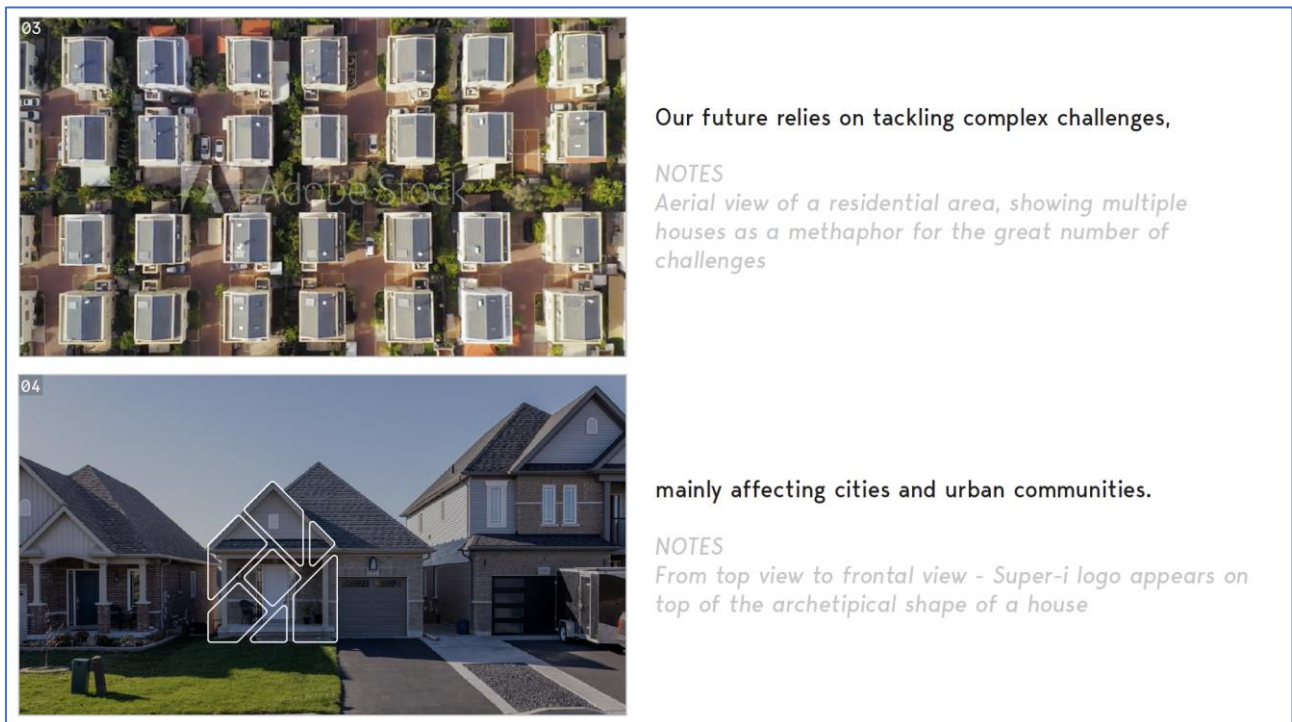 03
Adobe Stock
Our future relies on tackling complex challenges,
NOTES
Aerial view of a residential area, showing multiple
houses as a methaphor for the great number of
challenges
04
mainly affecting cities and urban communities.
NOTES
From top view to frontal view - Super-i logo appears on
top of the archetipical shape of a house